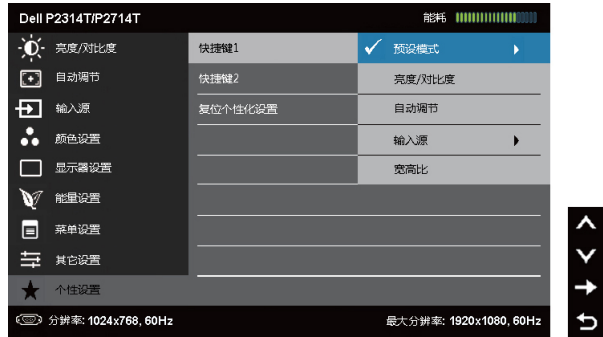 Dell P2314T/P2714T 能耗
亮度/对比度 快捷键1 预设模式
自动调节 快捷键2 亮度/对比度
输入源 复位个性化设置 自动调节
颜色设置 输入源
显示器设置 宽高比
能量设置
菜单设置
其它设置
个性设置
分辨率: 1024x768, 60Hz 最大分辨率: 1920x1080, 60Hz